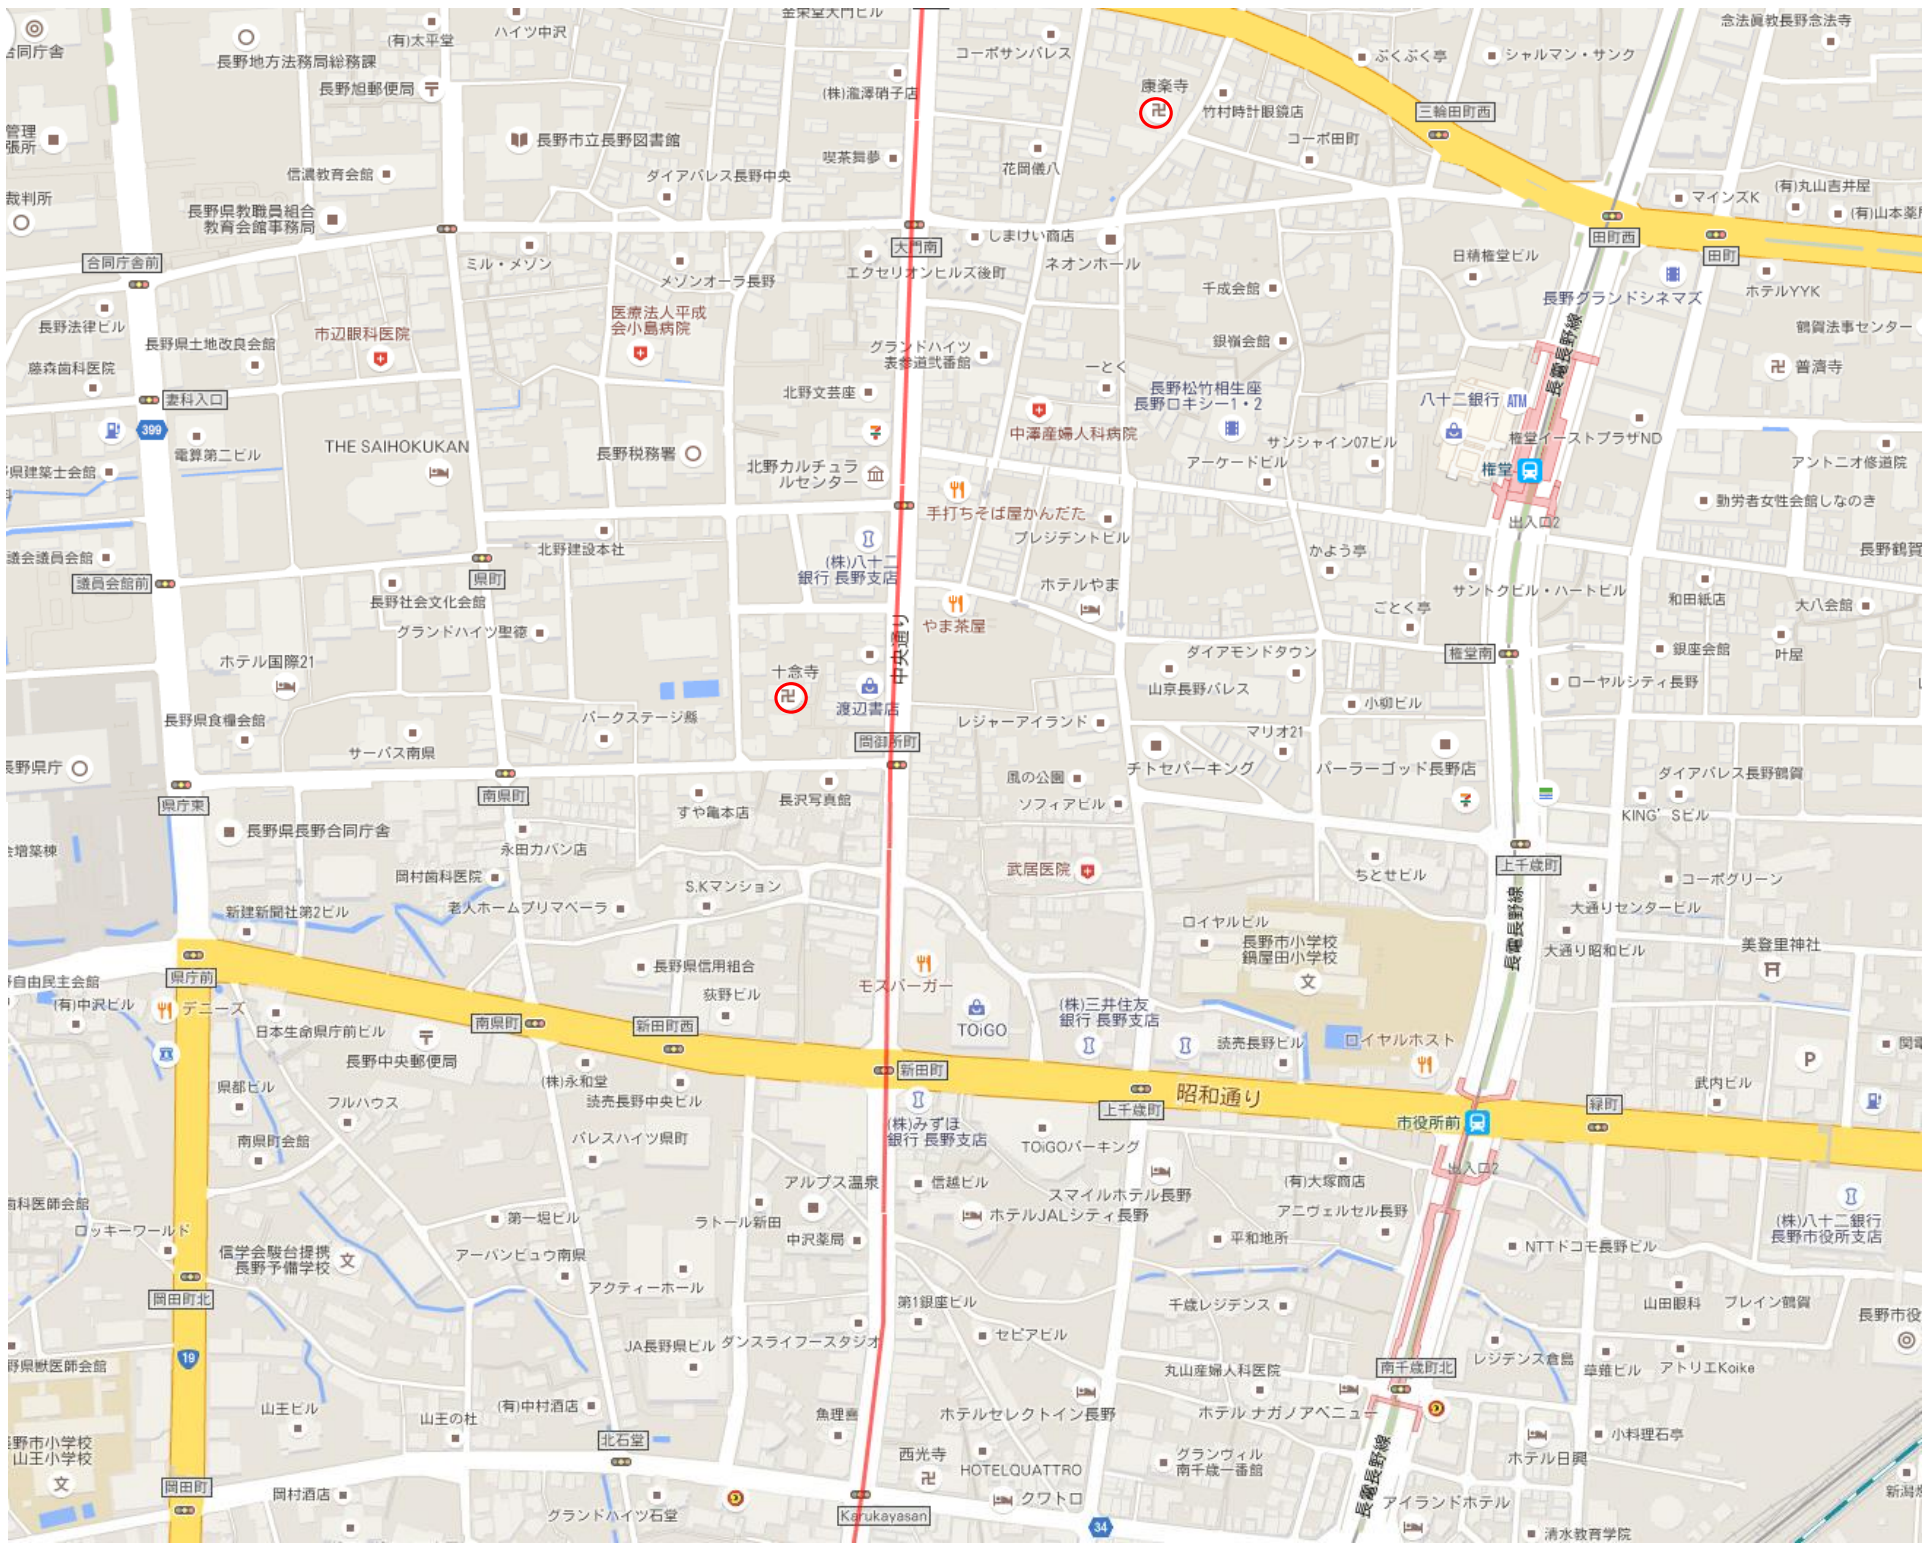 合同庁舎
長野地方法務局総務課
(有)太平堂
ハイツ中沢
金栄堂大門ビル
コーポサンパレス
ぷくぷく亭
シャルマン・サンク
念法眞教長野念法寺
長野旭郵便局
(株)瀧澤硝子店
康楽寺
竹村時計眼鏡店
三輪田町西
管理
張所
長野市立長野図書館
喫茶舞夢
コーポ田町
信濃教育会館
ダイアパレス長野中央
花岡儀八
裁判所
マインズK
(有)丸山吉井屋
長野県教職員組合
教育会館事務局
(有)山本薬
大門南
しまけい商店
田町西
田町
合同庁舎前
ミル・メゾン
メゾンオーラ長野
エクセリオンヒルズ後町
ネオンホール
日積権堂ビル
千成会館
長野グランドシネマズ
ホテルYYK
長野法律ビル
市辺眼科医院
医療法人平成
会小島病院
長野県土地改良会館
グランドハイツ
表参道弐番館
銀嶺会館
長野電鉄長野線
鶴賀法事センター
藤森歯科医院
一とく
普濟寺
北野文芸座
長野松竹相生座
長野ロキシー1・2
八十二銀行
ATM
妻科入口
399
中澤産婦人科病院
サンシャイン07ビル
権堂イーストプラザND
THE SAIHOKUKAN
長野税務署
電算第二ビル
北野カルチュラ
ルセンター
アーケードビル
権堂
アントニオ修道院
県建築士会館
手打ちそば屋かんだた
勤労者女性会館しなのき
出入口2
プレジデントビル
北野建設本社
かよう亭
長野鶴賀
議会議員会館
(株)八十二
銀行 長野支店
議員会館前
県町
ホテルやま
サントクビル・ハートビル
長野社会文化会館
和田紙店
大八会館
ごとく亭
やま茶屋
グランドハイツ聖徳
中央通り
権堂南
銀座会館
叶屋
ホテル国際21
十念寺
ダイアモンドタウン
山京長野パレス
ローヤルシティ長野
渡辺書店
小柳ビル
長野県食糧会館
パークステージ縣
レジャーアイランド
サーパス南県
問御所町
マリオ21
長野県庁
風の公園
チトセパーキング
パーラーゴッド長野店
ダイアパレス長野鶴賀
県庁東
南県町
長沢写真館
すや亀本店
ソフィアビル
KING'Sビル
長野県長野合同庁舎
永田カバン店
増築棟
岡村歯科医院
武居医院
上千歳町
ちとせビル
コーポグリーン
S.Kマンション
新建新聞社第2ビル
老人ホームプリマベーラ
大通りセンタービル
ロイヤルビル
長野市小学校
鍋屋田小学校
長野電鉄長野線
大通り昭和ビル
美登里神社
県庁前
自由民主会館
長野県信用組合
モスバーガー
荻野ビル
(有)中沢ビル
デニーズ
日本生命県庁前ビル
南県町
新田町西
TOiGO
(株)三井住友
銀行 長野支店
読売長野ビル
ロイヤルホスト
長野中央郵便局
新田町
県都ビル
(株)永和堂
読売長野中央ビル
昭和通り
上千歳町
武内ビル
緑町
フルハウス
市役所前
南県町会館
パレスハイツ県町
(株)みずほ
銀行 長野支店
TOiGOパーキング
出入口2
アルプス温泉
信越ビル
スマイルホテル長野
(有)大塚商店
歯科医師会館
ロッキーワールド
第一堀ビル
ラトール新田
ホテルJALシティ長野
アニヴェルセル長野
(株)八十二銀行
長野市役所支店
中沢薬局
平和地所
NTTドコモ長野ビル
信学会駿台提携
長野予備学校
アーバンビュウ南県
アクティーホール
岡田町北
第1銀座ビル
千歳レジデンス
山田眼科
ブレイン鶴賀
長野市役
セピアビル
JA長野県ビル
ダンスライフースタジオ
19
県獣医師会館
丸山産婦人科医院
南千歳町北
レジデンス倉島
草薙ビル
アトリエKoike
山王ビル
山王の杜
(有)中村酒店
魚理喜
ホテルセレクトイン長野
ホテル ナガノアベニュー
長野市小学校
山王小学校
北石堂
西光寺
HOTELQUATTRO
グランヴィル
南千歳一番館
小料理石亭
ホテル日興
岡田町
岡村酒店
グランドハイツ石堂
Karukayasan
クワトロ
34
長野電鉄長野線
アイランドホテル
清水教育学院